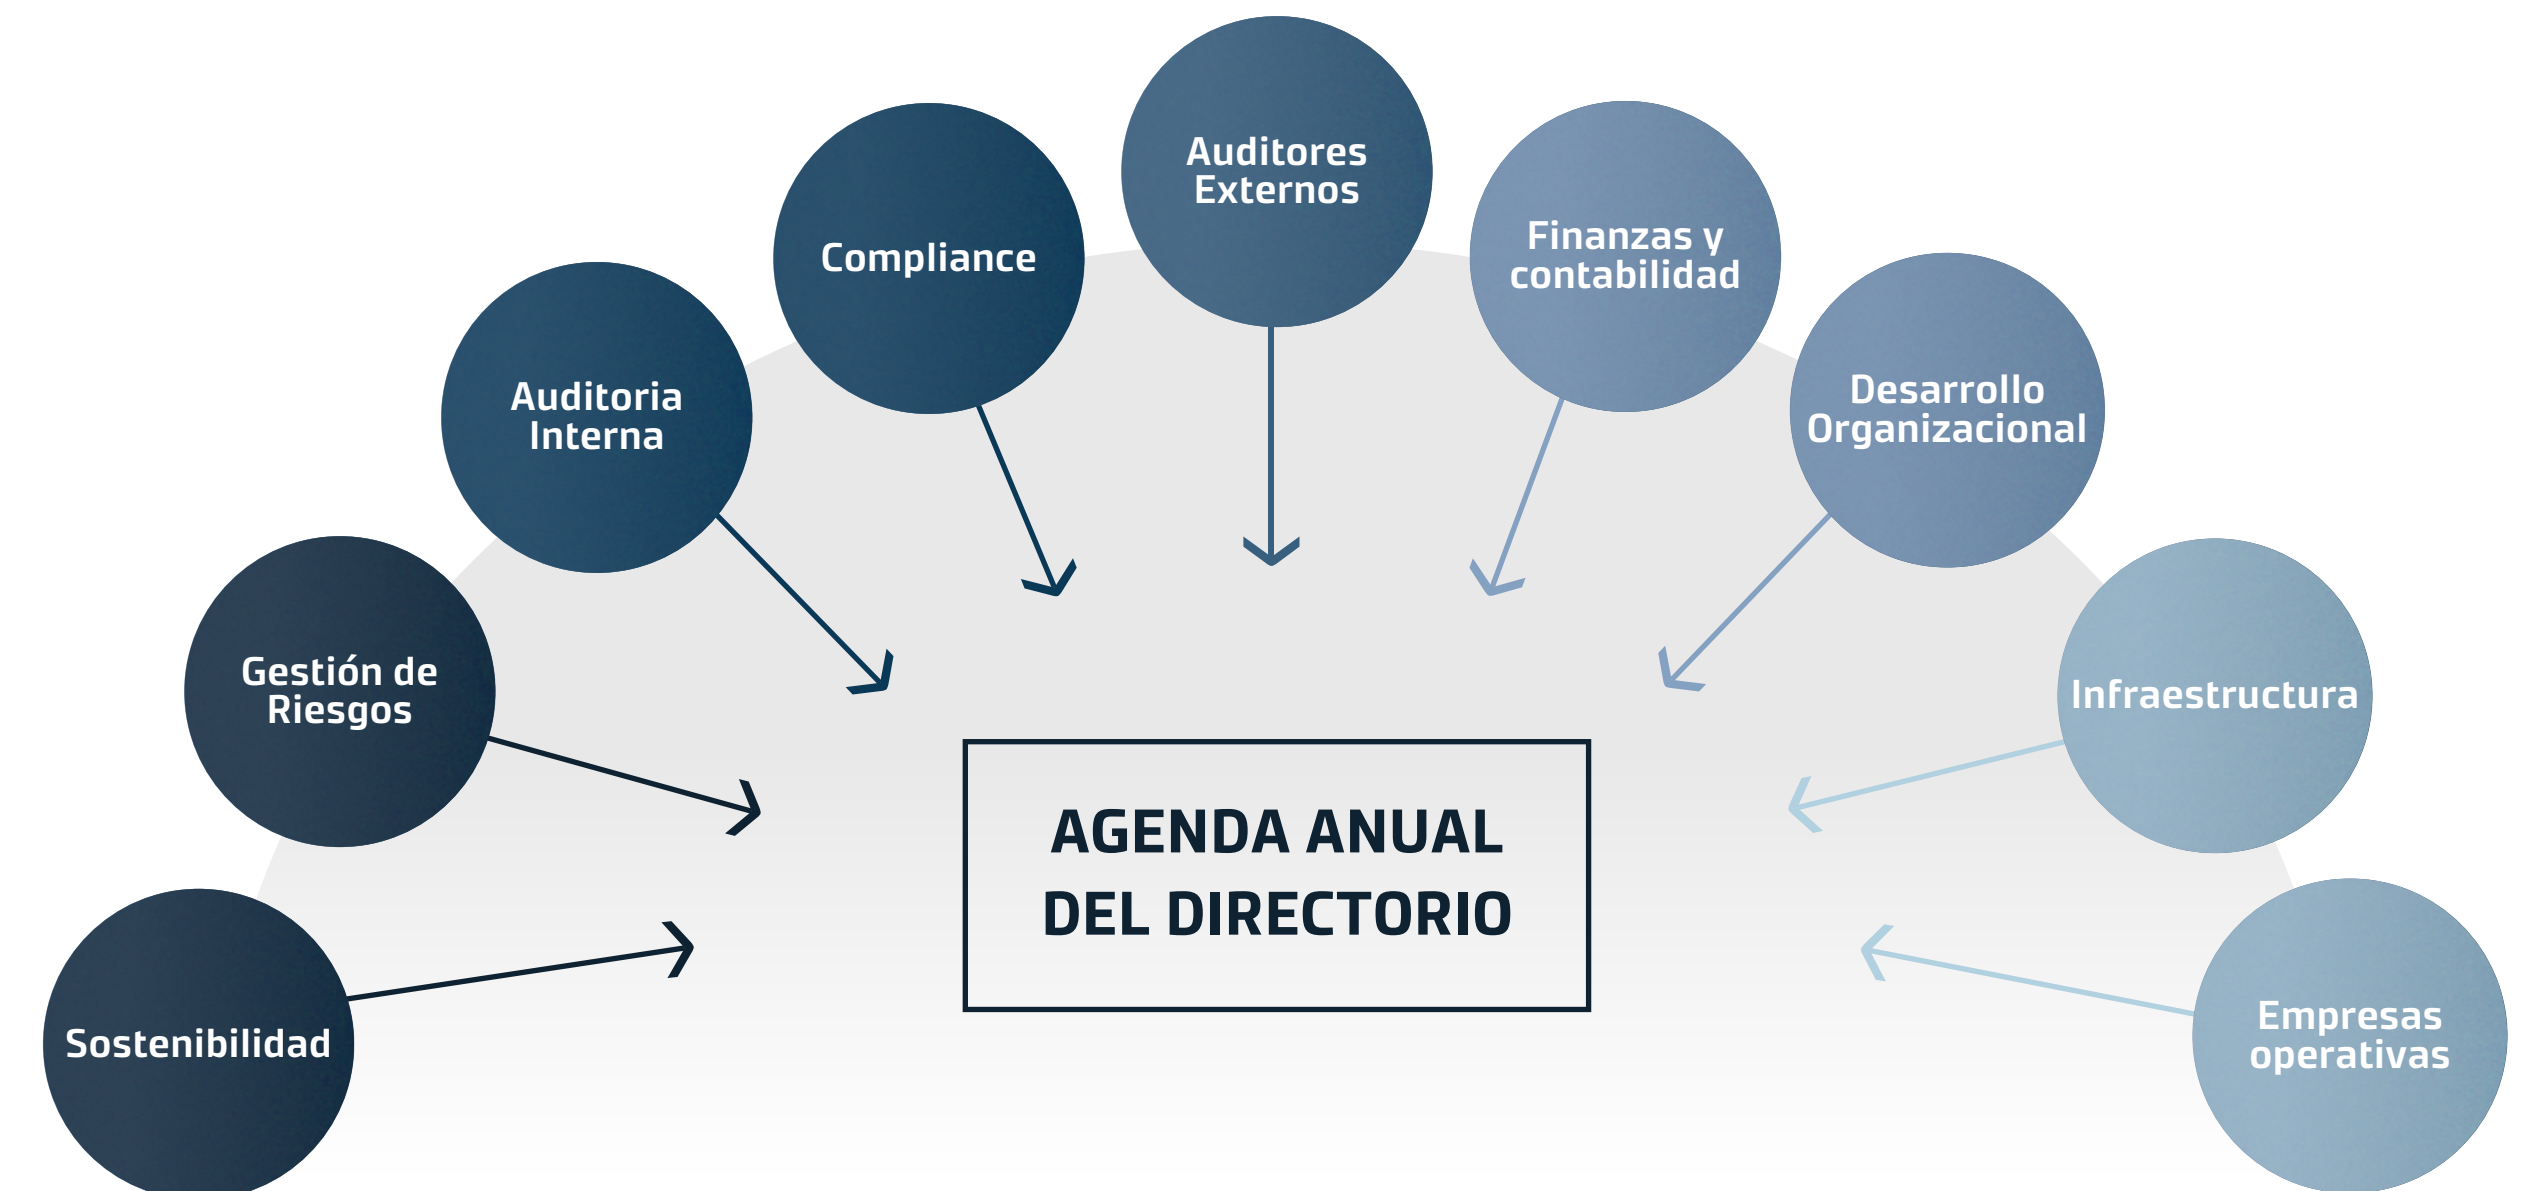 Auditores
Externos
Compliance
Finanzas y
contabilidad
Auditoria
Interna
Desarrollo
Organizacional
Gestión de
Riesgos
Infraestructura
AGENDA ANUAL
DEL DIRECTORIO
Sostenibilidad
Empresas
operativas